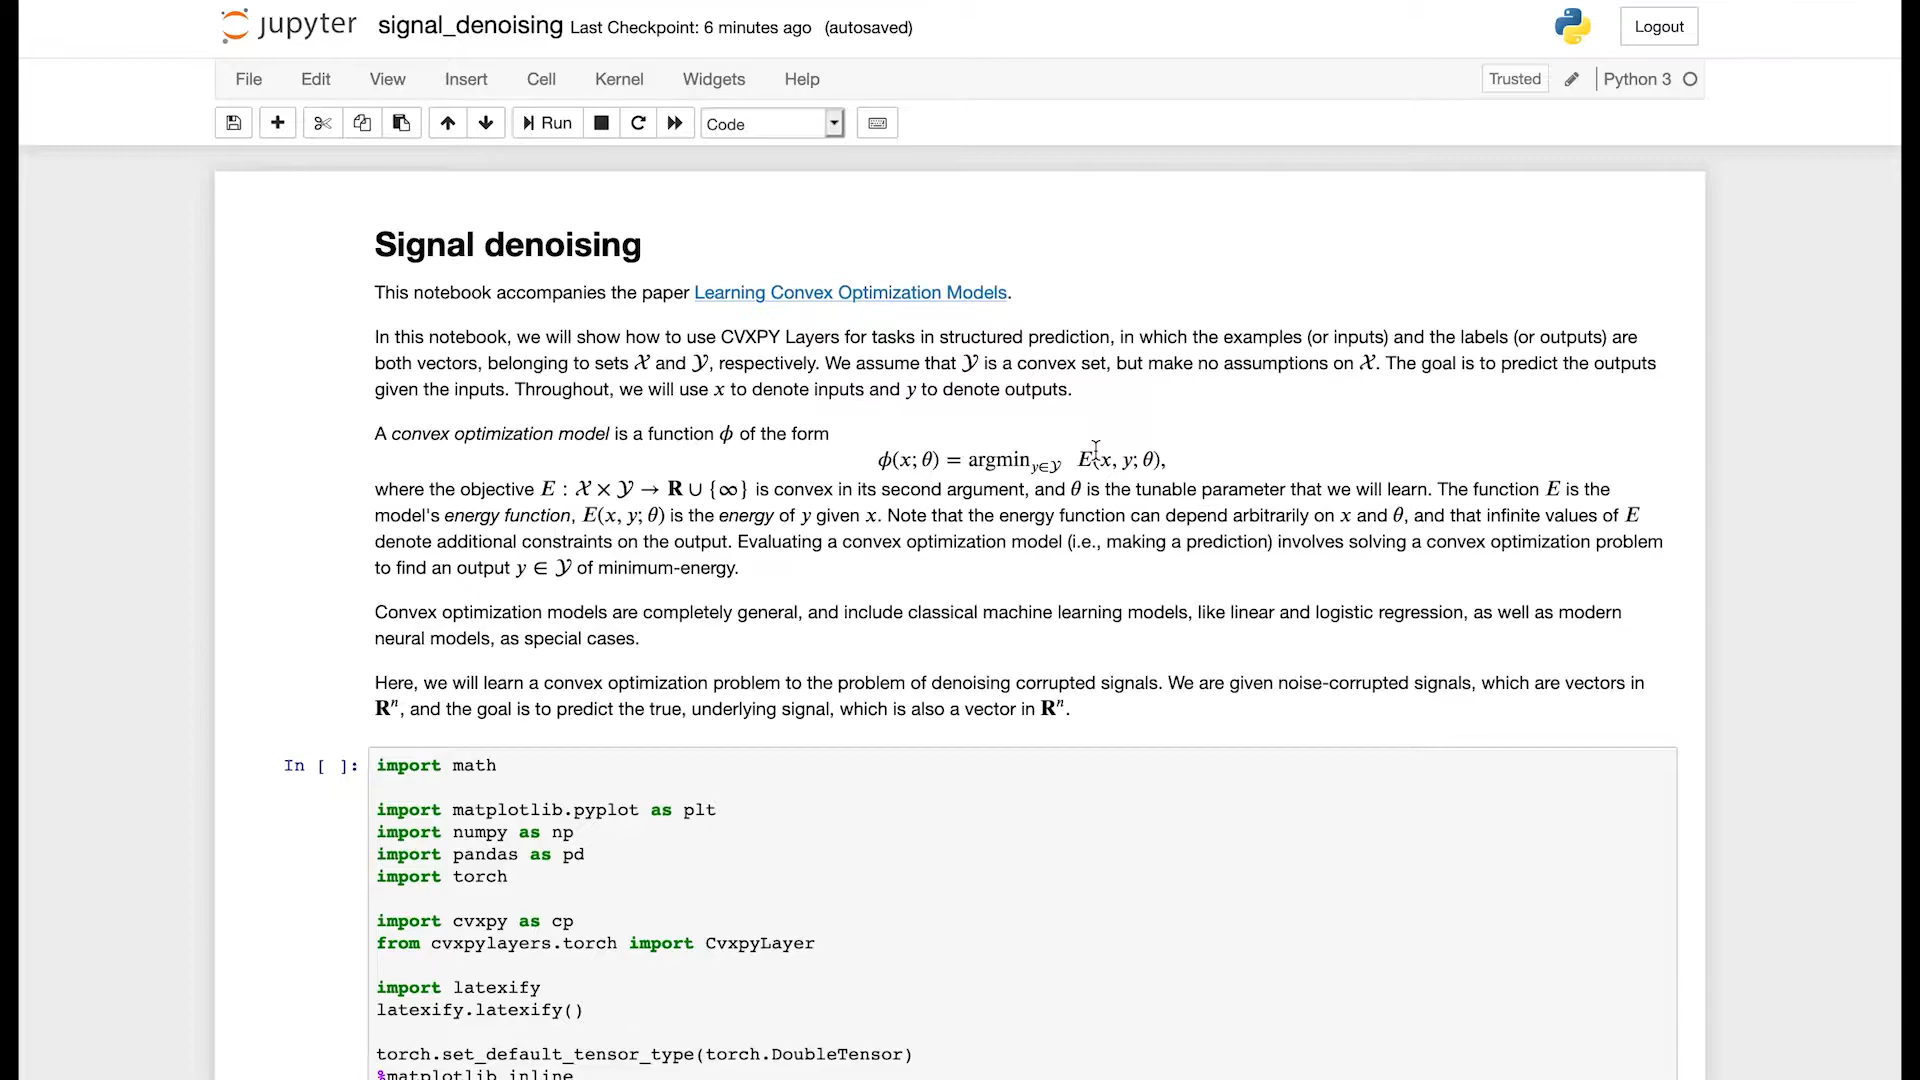 jupyter signal_denoising Last Checkpoint: 6 minutes ago (autosaved) Logout
File Edit View Insert Cell Kernel Widgets Help Trusted Python 3
Run Code
Signal denoising
This notebook accompanies the paper Learning Convex Optimization Models.
In this notebook, we will show how to use CVXPY Layers for tasks in structured prediction, in which the examples (or inputs) and the labels (or outputs) are
both vectors, belonging to sets 𝒳 and 𝒴, respectively. We assume that 𝒴 is a convex set, but make no assumptions on 𝒳. The goal is to predict the outputs
given the inputs. Throughout, we will use x to denote inputs and y to denote outputs.
A convex optimization model is a function ϕ of the form
ϕ(x; θ) = argmin_{y∈𝒴} E(x, y; θ),
where the objective E : 𝒳 × 𝒴 → R ∪ {∞} is convex in its second argument, and θ is the tunable parameter that we will learn. The function E is the
model's energy function, E(x, y; θ) is the energy of y given x. Note that the energy function can depend arbitrarily on x and θ, and that infinite values of E
denote additional constraints on the output. Evaluating a convex optimization model (i.e., making a prediction) involves solving a convex optimization problem
to find an output y ∈ 𝒴 of minimum-energy.
Convex optimization models are completely general, and include classical machine learning models, like linear and logistic regression, as well as modern
neural models, as special cases.
Here, we will learn a convex optimization problem to the problem of denoising corrupted signals. We are given noise-corrupted signals, which are vectors in
Rⁿ, and the goal is to predict the true, underlying signal, which is also a vector in Rⁿ.
In [ ]: import math
import matplotlib.pyplot as plt
import numpy as np
import pandas as pd
import torch
import cvxpy as cp
from cvxpylayers.torch import CvxpyLayer
import latexify
latexify.latexify()
torch.set_default_tensor_type(torch.DoubleTensor)
%matplotlib inline